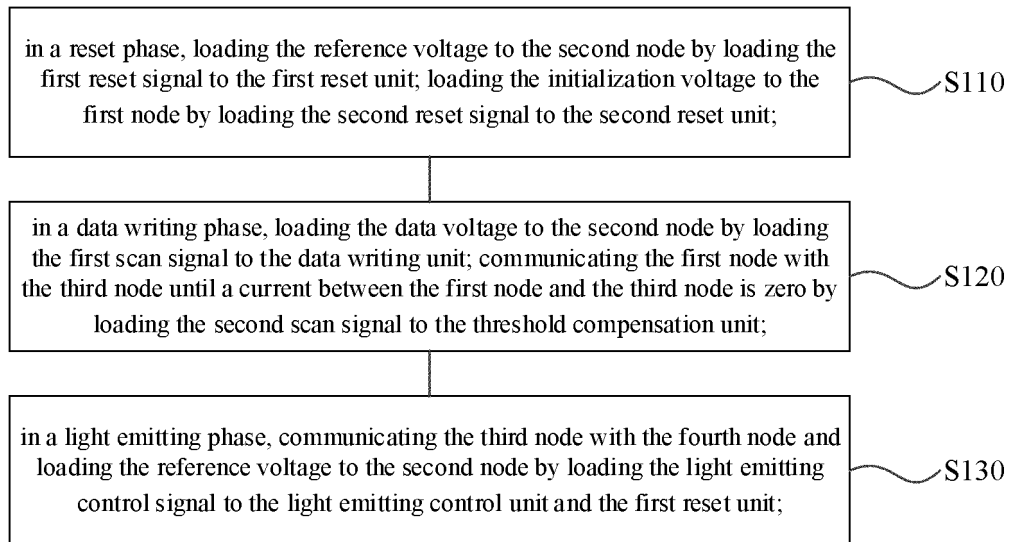 in a reset phase, loading the reference voltage to the second node by loading the
first reset signal to the first reset unit; loading the initialization voltage to the
first node by loading the second reset signal to the second reset unit;
S110
in a data writing phase, loading the data voltage to the second node by loading
the first scan signal to the data writing unit; communicating the first node with
the third node until a current between the first node and the third node is zero by
loading the second scan signal to the threshold compensation unit;
S120
in a light emitting phase, communicating the third node with the fourth node and
loading the reference voltage to the second node by loading the light emitting
control signal to the light emitting control unit and the first reset unit;
S130